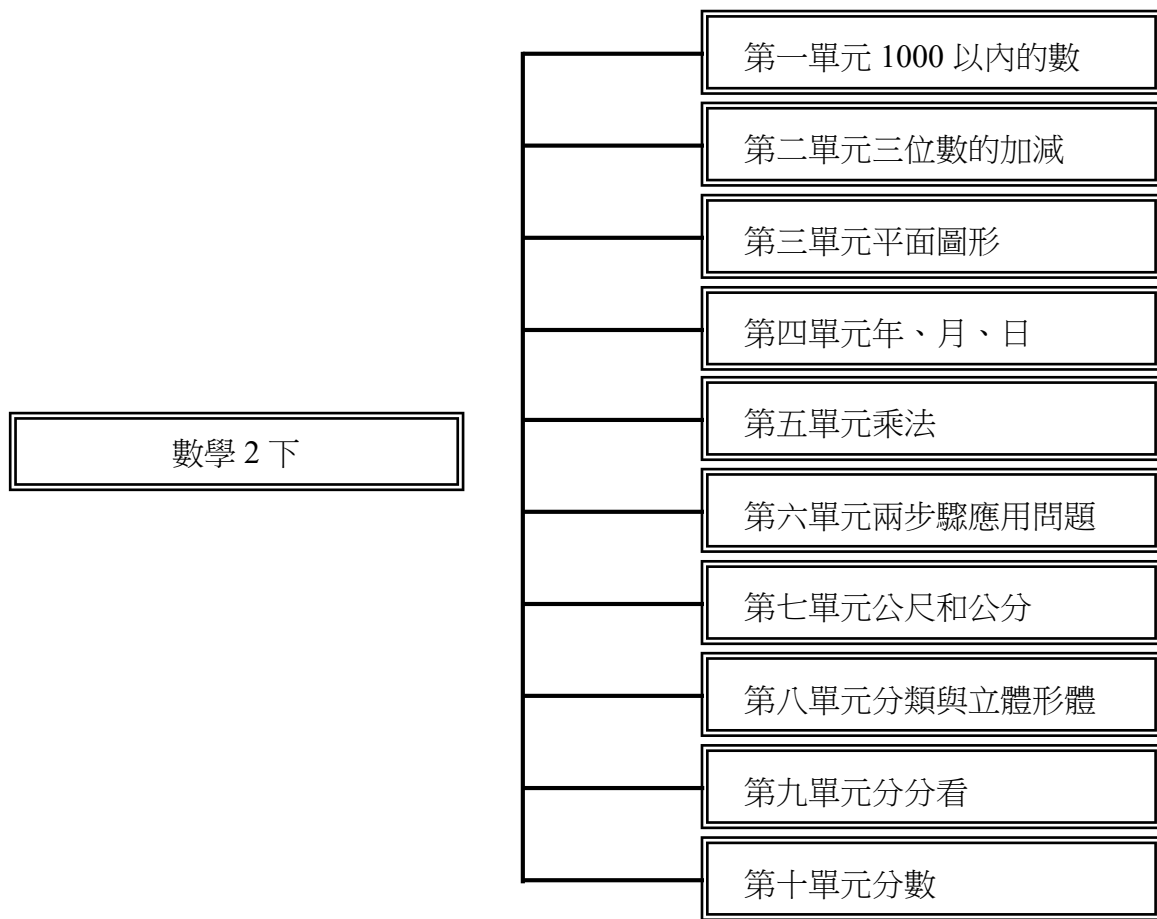 第一單元 1000 以內的數
第二單元三位數的加減
第三單元平面圖形
第四單元年、月、日
第五單元乘法
數學 2 下
第六單元兩步驟應用問題
第七單元公尺和公分
第八單元分類與立體形體
第九單元分分看
第十單元分數